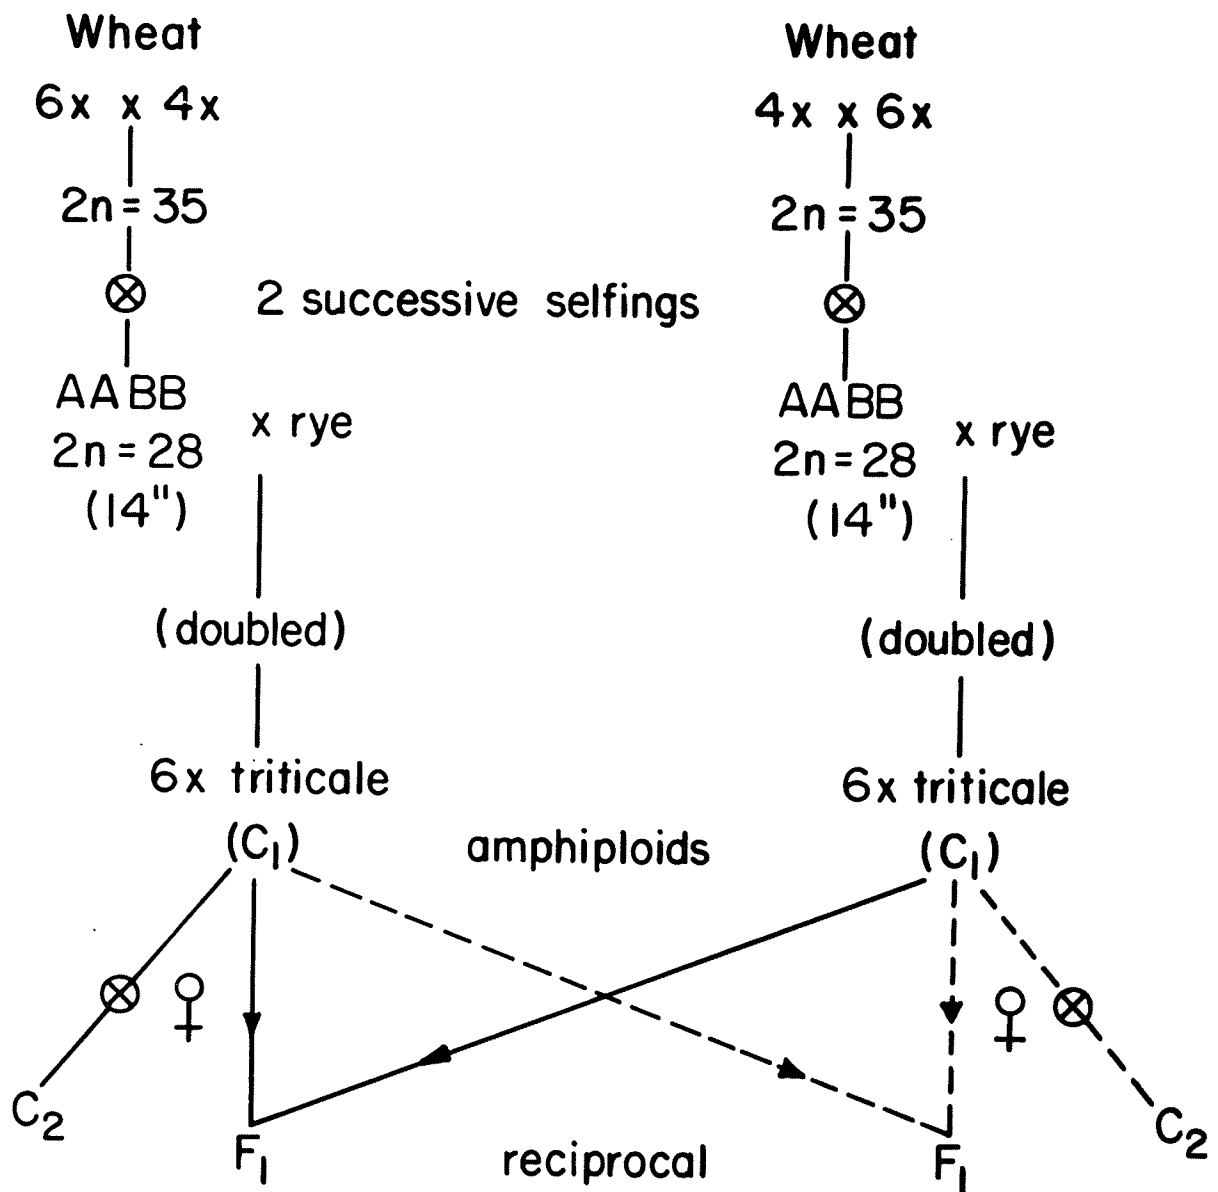 Wheat
6x x 4x
2n = 35
⊗
AABB
2n = 28
(14")
x rye
(doubled)
6x triticale
(C₁)
⊗ ♀
C₂
F₁
2 successive selfings
amphiploids
reciprocal
Wheat
4x x 6x
2n = 35
⊗
AABB
2n = 28
(14")
x rye
(doubled)
6x triticale
(C₁)
♀ ⊗
F₁
C₂